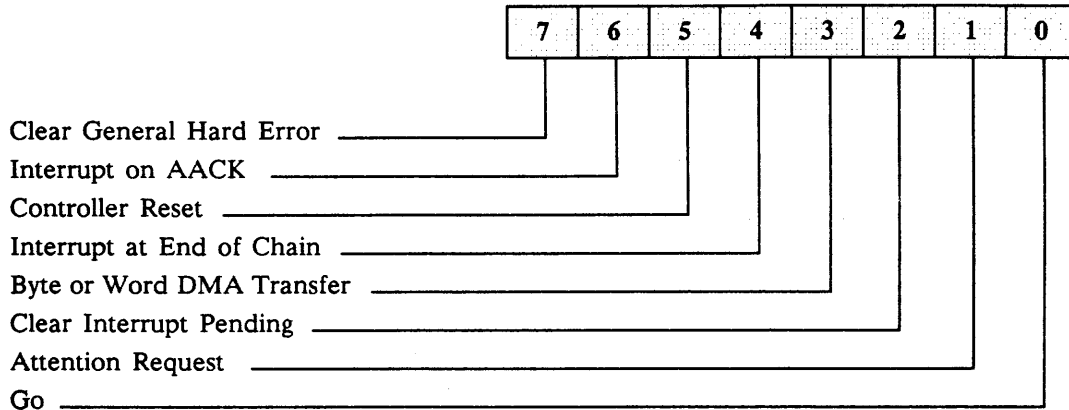 7 6 5 4 3 2 1 0
Clear General Hard Error
Interrupt on AACK
Controller Reset
Interrupt at End of Chain
Byte or Word DMA Transfer
Clear Interrupt Pending
Attention Request
Go